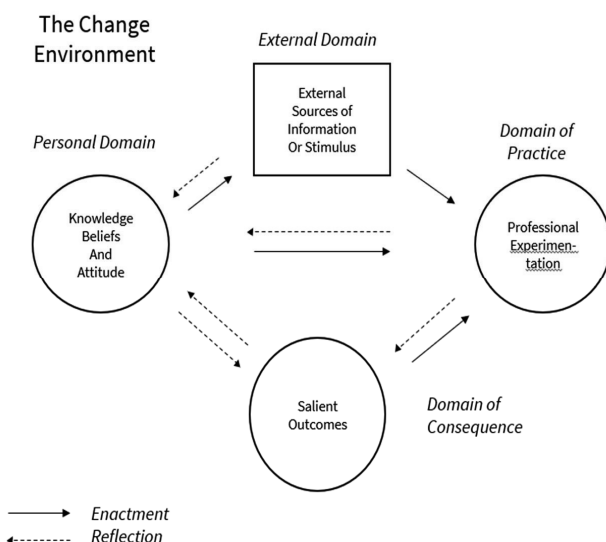 The Change
Environment
External Domain
External
Sources of
Information
Or Stimulus
Personal Domain
Domain of
Practice
Knowledge
Beliefs
And
Attitude
Professional
Experimen-
tation
Salient
Outcomes
Domain of
Consequence
Enactment
Reflection